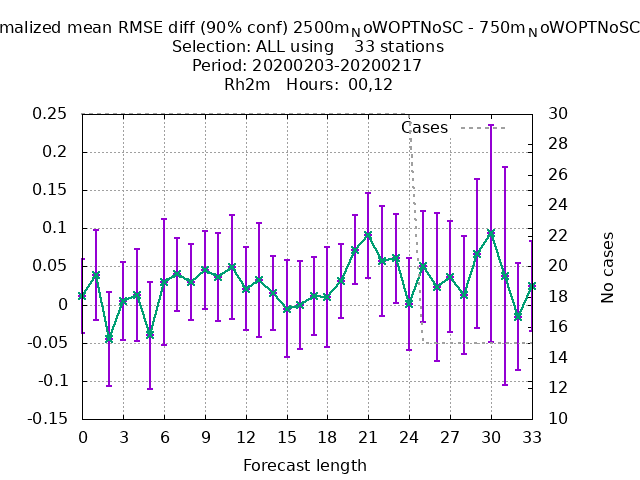 malized mean RMSE diff (90% conf) 2500mNoWOPTNoSC - 750mNoWOPTNoSC
Selection: ALL using 33 stations
Period: 20200203-20200217
Rh2m Hours: 00,12
Cases
0.25
0.2
0.15
0.1
0.05
0
-0.05
-0.1
-0.15
30
28
26
24
22
20
18
16
14
12
10
No cases
0 3 6 9 12 15 18 21 24 27 30 33
Forecast length